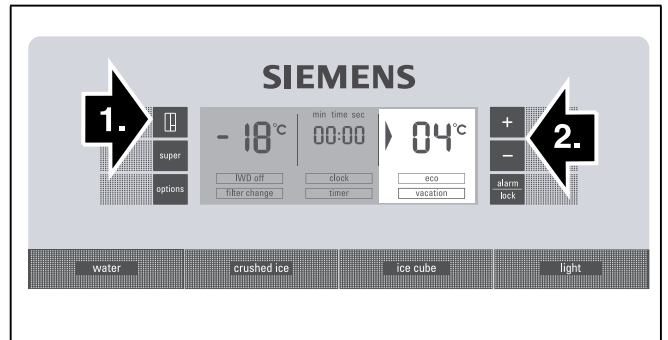 SIEMENS
1.
super
options
- 18°C
min time sec
00:00
04°C
IWD off
clock
eco
filter change
timer
vacation
+
–
2.
alarm
lock
water
crushed ice
ice cube
light